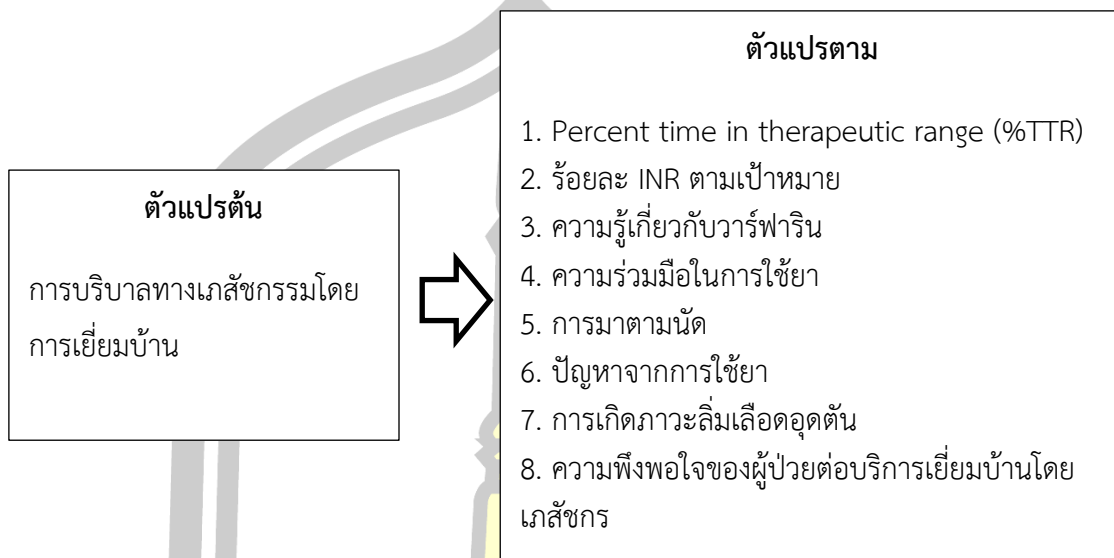 ตัวแปรต้น
การบริบาลทางเภสัชกรรมโดย
การเยี่ยมบ้าน
ตัวแปรตาม
1. Percent time in therapeutic range (%TTR)
2. ร้อยละ INR ตามเป้าหมาย
3. ความรู้เกี่ยวกับวาร์ฟาริน
4. ความร่วมมือในการใช้ยา
5. การมาตามนัด
6. ปัญหาจากการใช้ยา
7. การเกิดภาวะลิ่มเลือดอุดตัน
8. ความพึงพอใจของผู้ป่วยต่อบริการเยี่ยมบ้านโดย
เภสัชกร